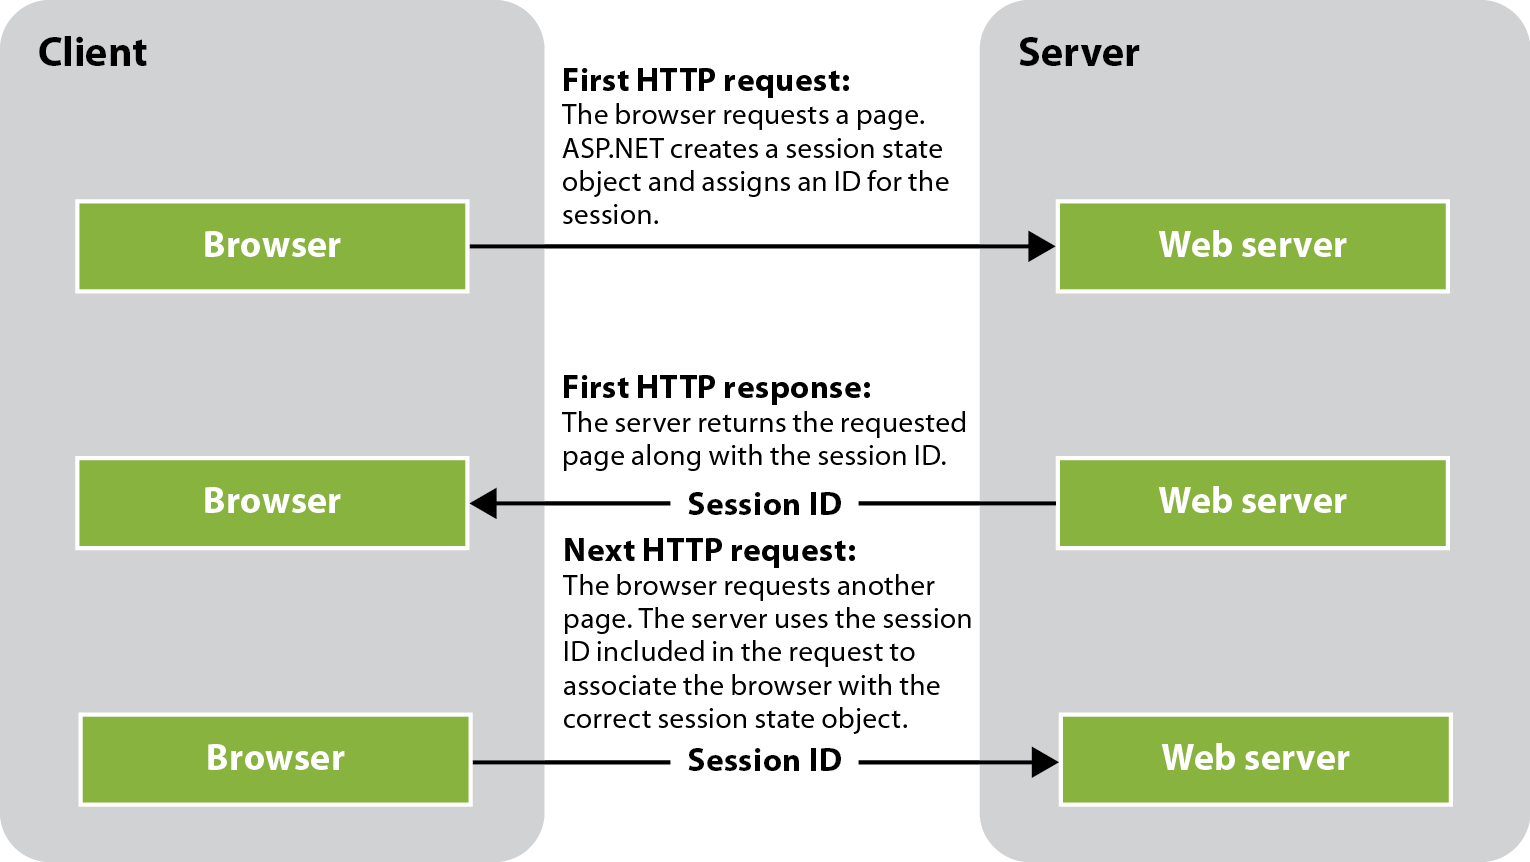 Client
Server
First HTTP request:
The browser requests a page.
ASP.NET creates a session state
object and assigns an ID for the
session.
Browser
Web server
First HTTP response:
The server returns the requested
page along with the session ID.
Browser
Session ID
Web server
Next HTTP request:
The browser requests another
page. The server uses the session
ID included in the request to
associate the browser with the
correct session state object.
Browser
Session ID
Web server